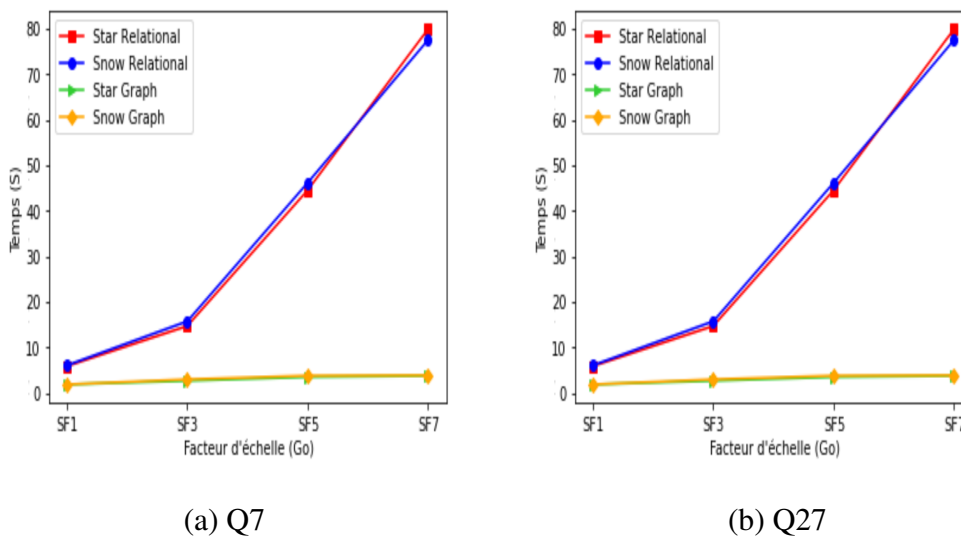 80
70
60
50
40
30
20
10
0
Temps (S)
Star Relational
Snow Relational
Star Graph
Snow Graph
SF1 SF3 SF5 SF7
Facteur d'échelle (Go)
(a) Q7
80
70
60
50
40
30
20
10
0
Temps (S)
Star Relational
Snow Relational
Star Graph
Snow Graph
SF1 SF3 SF5 SF7
Facteur d'échelle (Go)
(b) Q27